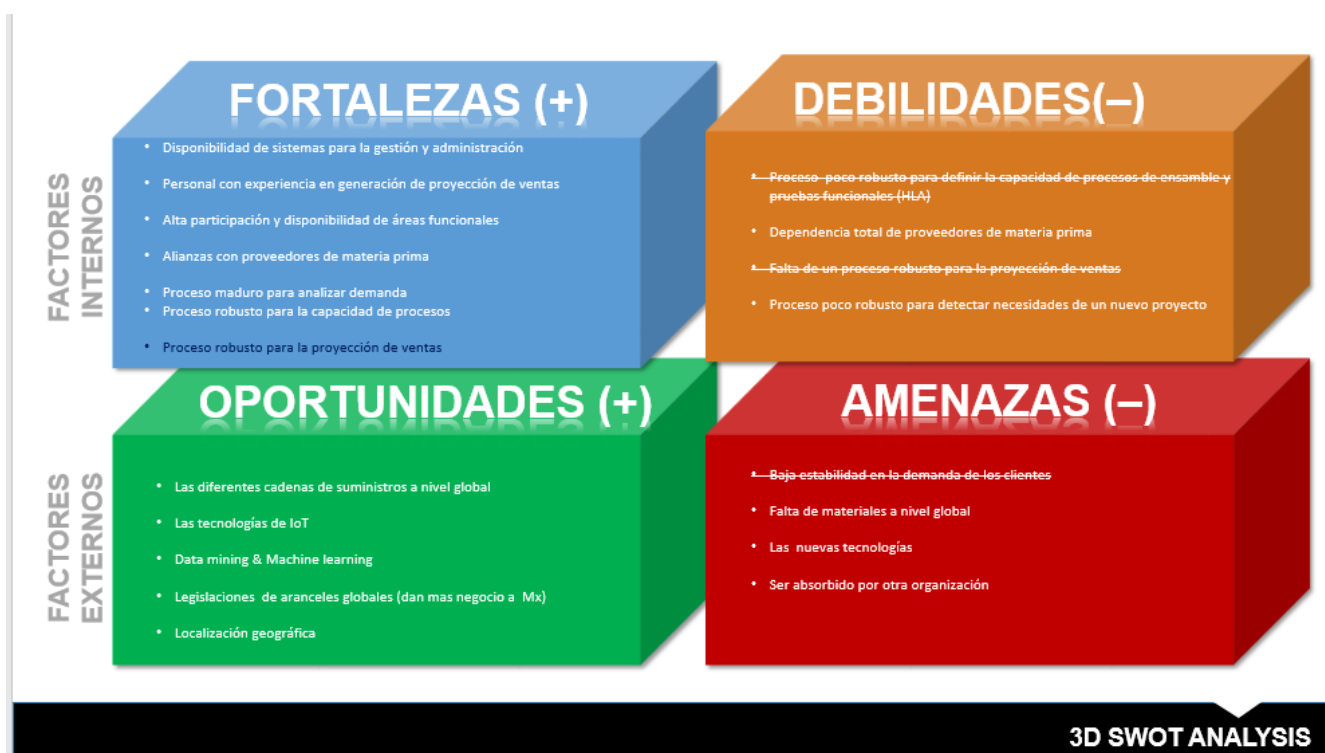 FORTALEZAS (+)
• Disponibilidad de sistemas para la gestión y administración
• Personal con experiencia en generación de proyección de ventas
• Alta participación y disponibilidad de áreas funcionales
• Alianzas con proveedores de materia prima
• Proceso maduro para analizar demanda
• Proceso robusto para la capacidad de procesos
• Proceso robusto para la proyección de ventas
DEBILIDADES(–)
• Proceso poco robusto para definir la capacidad de procesos de ensamble y
pruebas funcionales (HLA)
• Dependencia total de proveedores de materia prima
• Falta de un proceso robusto para la proyección de ventas
• Proceso poco robusto para detectar necesidades de un nuevo proyecto
FACTORES
INTERNOS
OPORTUNIDADES (+)
• Las diferentes cadenas de suministros a nivel global
• Las tecnologías de IoT
• Data mining & Machine learning
• Legislaciones de aranceles globales (dan mas negocio a Mx)
• Localización geográfica
AMENAZAS (–)
• Baja estabilidad en la demanda de los clientes
• Falta de materiales a nivel global
• Las nuevas tecnologías
• Ser absorbido por otra organización
FACTORES
EXTERNOS
3D SWOT ANALYSIS